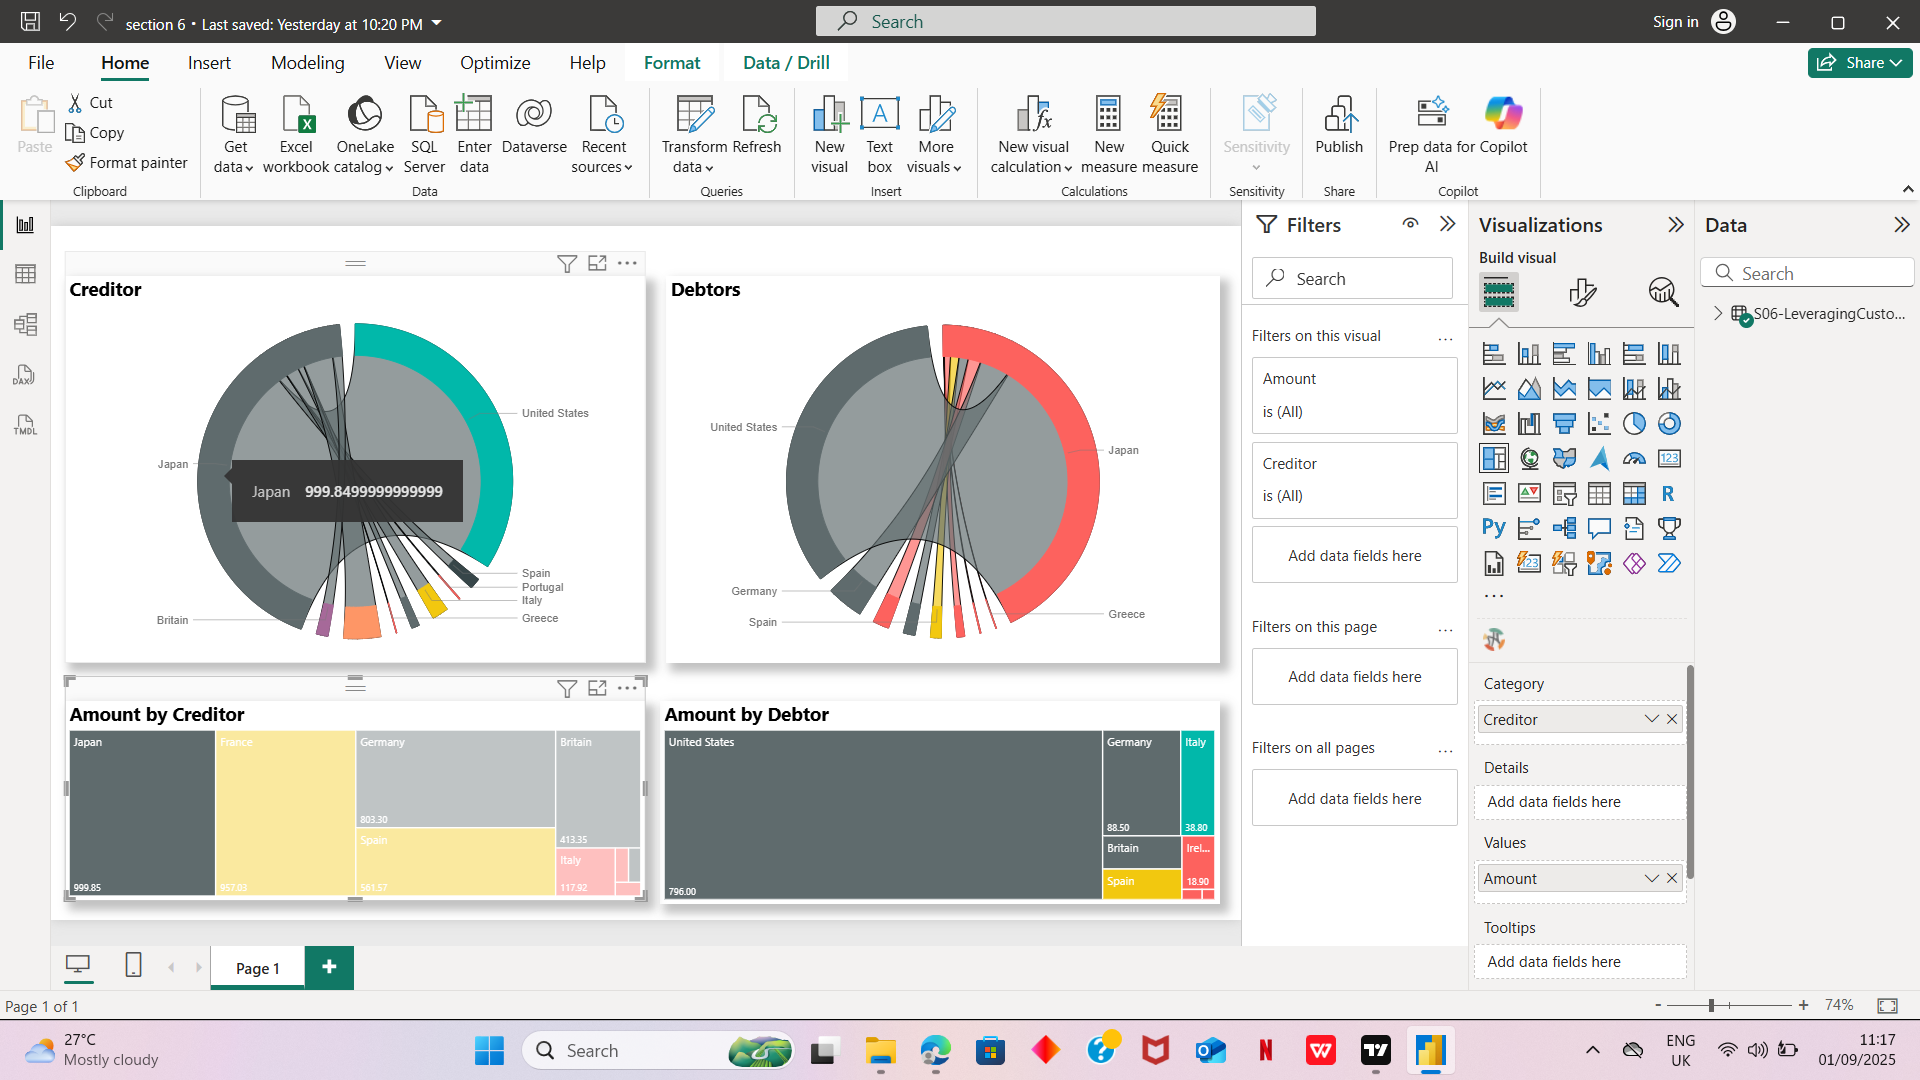 section 6 • Last saved: Yesterday at 10:20 PM
Search
Sign in
File
Home
Insert
Modeling
View
Optimize
Help
Format
Data / Drill
Share
Paste
Cut
Copy
Format painter
Clipboard
Get data
Excel workbook
OneLake catalog
SQL Server
Enter data
Dataverse
Recent sources
Data
Transform data
Refresh
Queries
New visual
Text box
More visuals
Insert
New visual calculation
New measure
Quick measure
Calculations
Sensitivity
Sensitivity
Publish
Share
Prep data for AI
Copilot
Copilot
DAX
TMDL
Creditor
United States
Japan
Japan 999.8499999999999
Spain
Portugal
Italy
Greece
Britain
Debtors
United States
Japan
Germany
Spain
Greece
Amount by Creditor
Japan
999.85
France
957.03
Germany
803.30
Spain
561.57
Britain
413.35
Italy
117.92
Amount by Debtor
United States
796.00
Germany
88.50
Italy
38.80
Britain
Spain
Irel...
18.90
Filters
Search
Filters on this visual
...
Amount
is (All)
Creditor
is (All)
Add data fields here
Filters on this page
...
Add data fields here
Filters on all pages
...
Add data fields here
Visualizations
Build visual
123
R
Py
123
...
Category
Creditor
Details
Add data fields here
Values
Amount
Tooltips
Add data fields here
Data
Search
S06-LeveragingCusto...
Page 1
Page 1 of 1
- + 74%
27°C
Mostly cloudy
Search
ENG
UK
11:17
01/09/2025